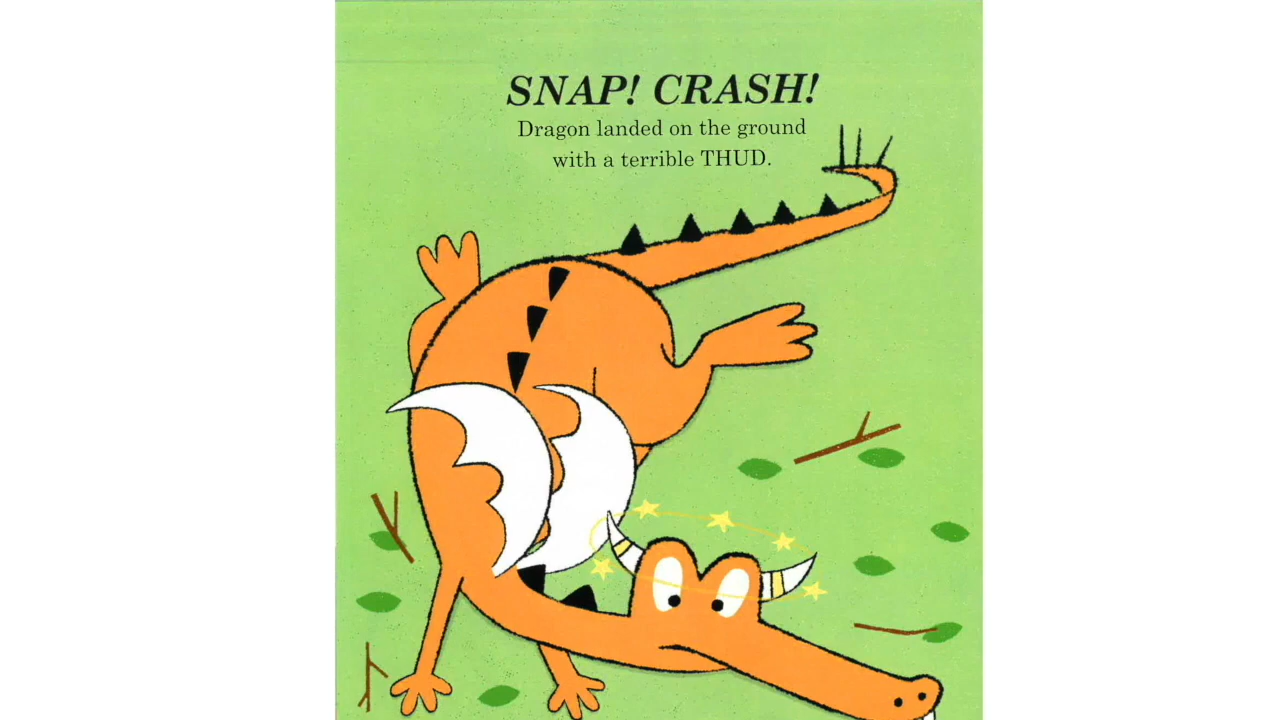 SNAP! CRASH!
Dragon landed on the ground
with a terrible THUD.